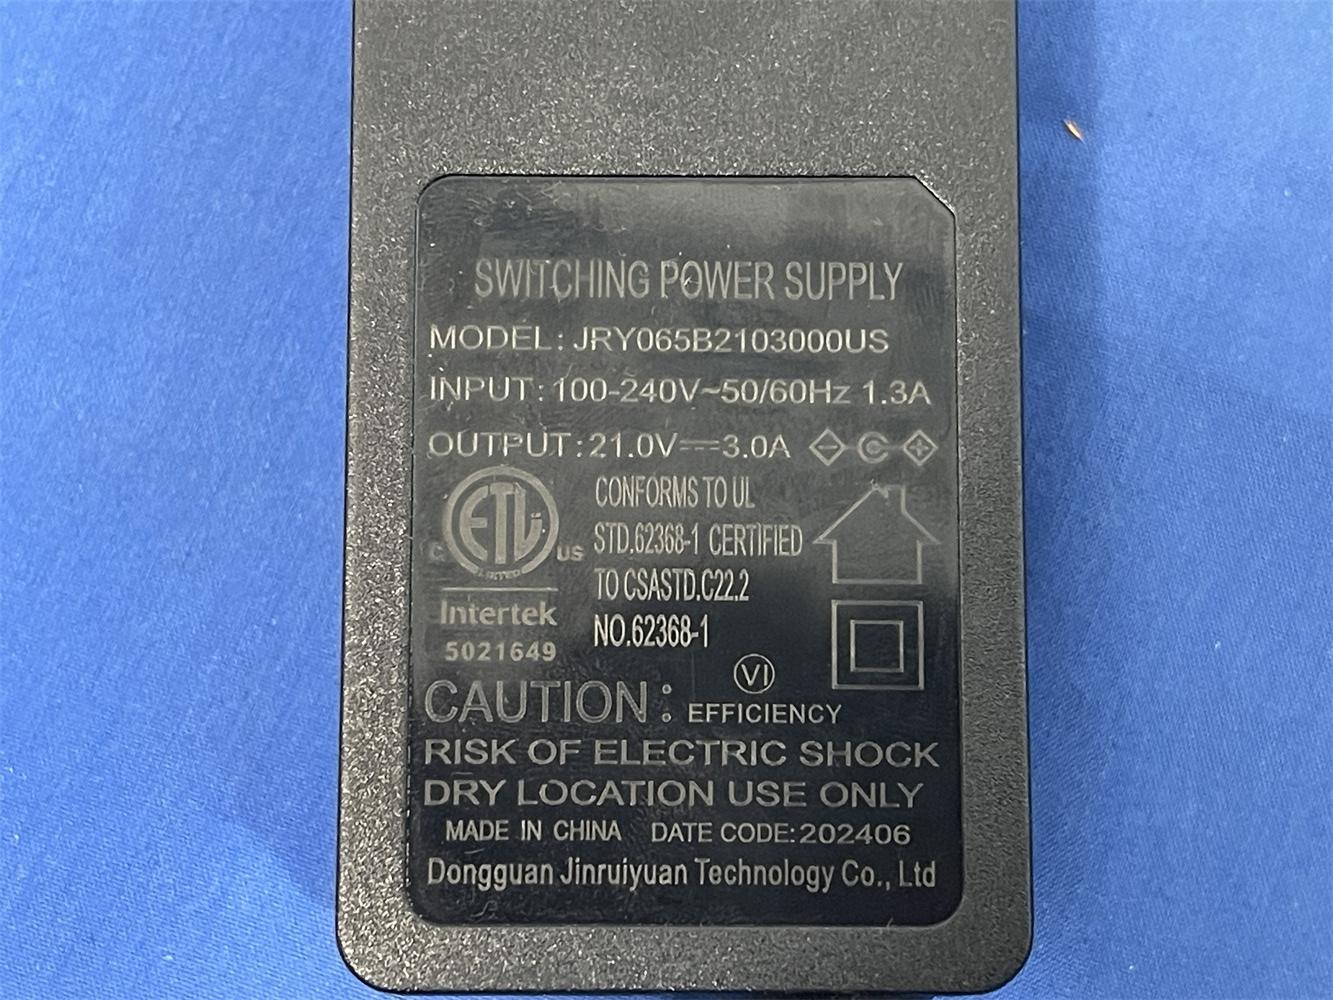 SWITCHING POWER SUPPLY
MODEL: JRY065B2103000US
INPUT: 100-240V~50/60Hz 1.3A
OUTPUT: 21.0V⎓3.0A
ETL
C US
LISTED
Intertek
5021649
CONFORMS TO UL
STD.62368-1 CERTIFIED
TO CSASTD.C22.2
NO.62368-1
VI
CAUTION: EFFICIENCY
RISK OF ELECTRIC SHOCK
DRY LOCATION USE ONLY
MADE IN CHINA DATE CODE:202406
Dongguan Jinruiyuan Technology Co., Ltd